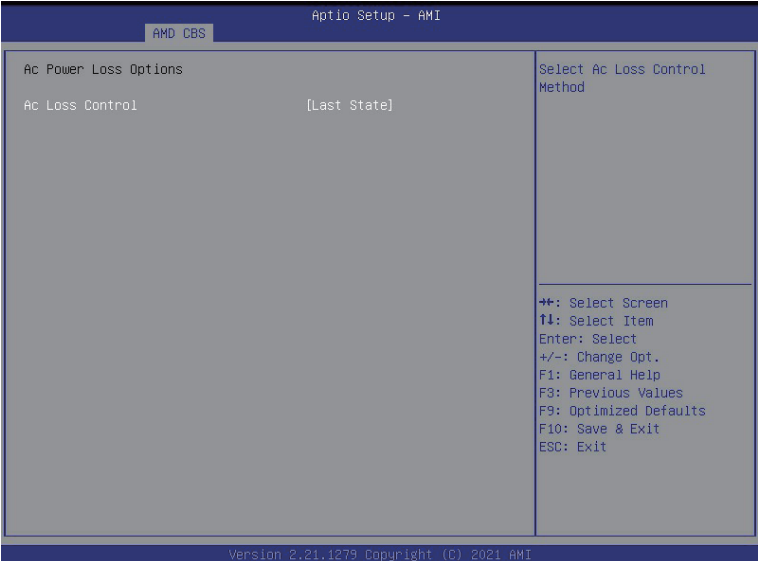 Aptio Setup – AMI
AMD CBS
Ac Power Loss Options
Ac Loss Control [Last State]
Select Ac Loss Control
Method
→←: Select Screen
↑↓: Select Item
Enter: Select
+/-: Change Opt.
F1: General Help
F3: Previous Values
F9: Optimized Defaults
F10: Save & Exit
ESC: Exit
Version 2.21.1279 Copyright (C) 2021 AMI